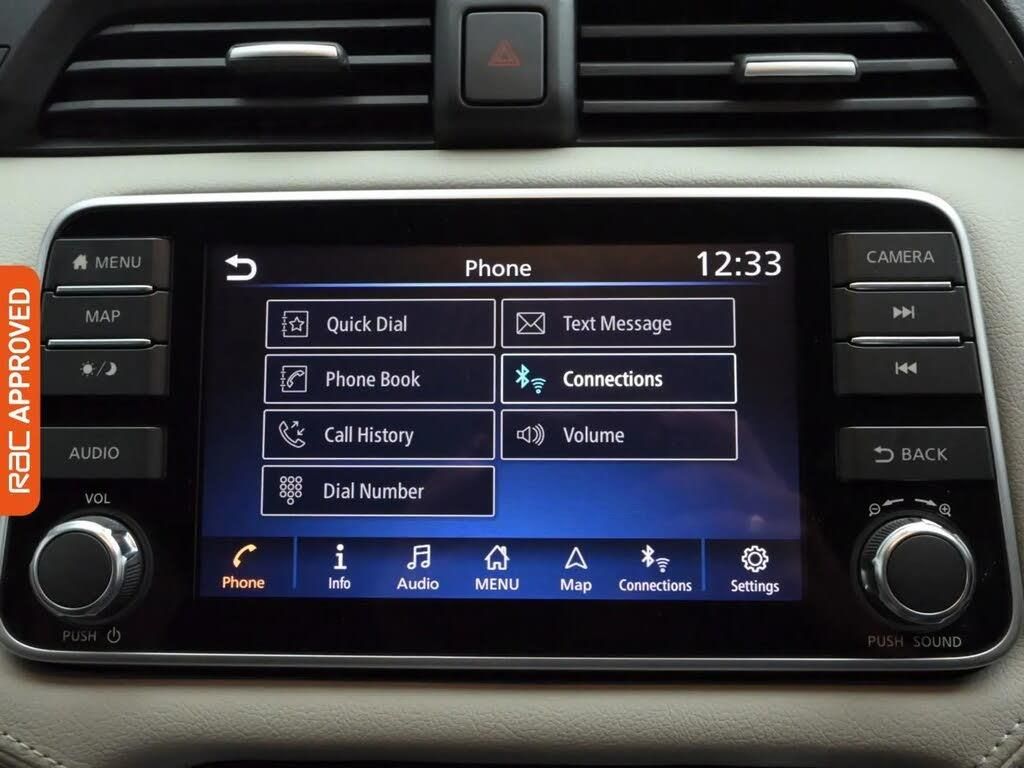 Phone
12:33
MENU
MAP
AUDIO
VOL
PUSH
Quick Dial
Text Message
Phone Book
Connections
Call History
Volume
Dial Number
Phone
Info
Audio
MENU
Map
Connections
Settings
CAMERA
BACK
PUSH SOUND
RAC APPROVED